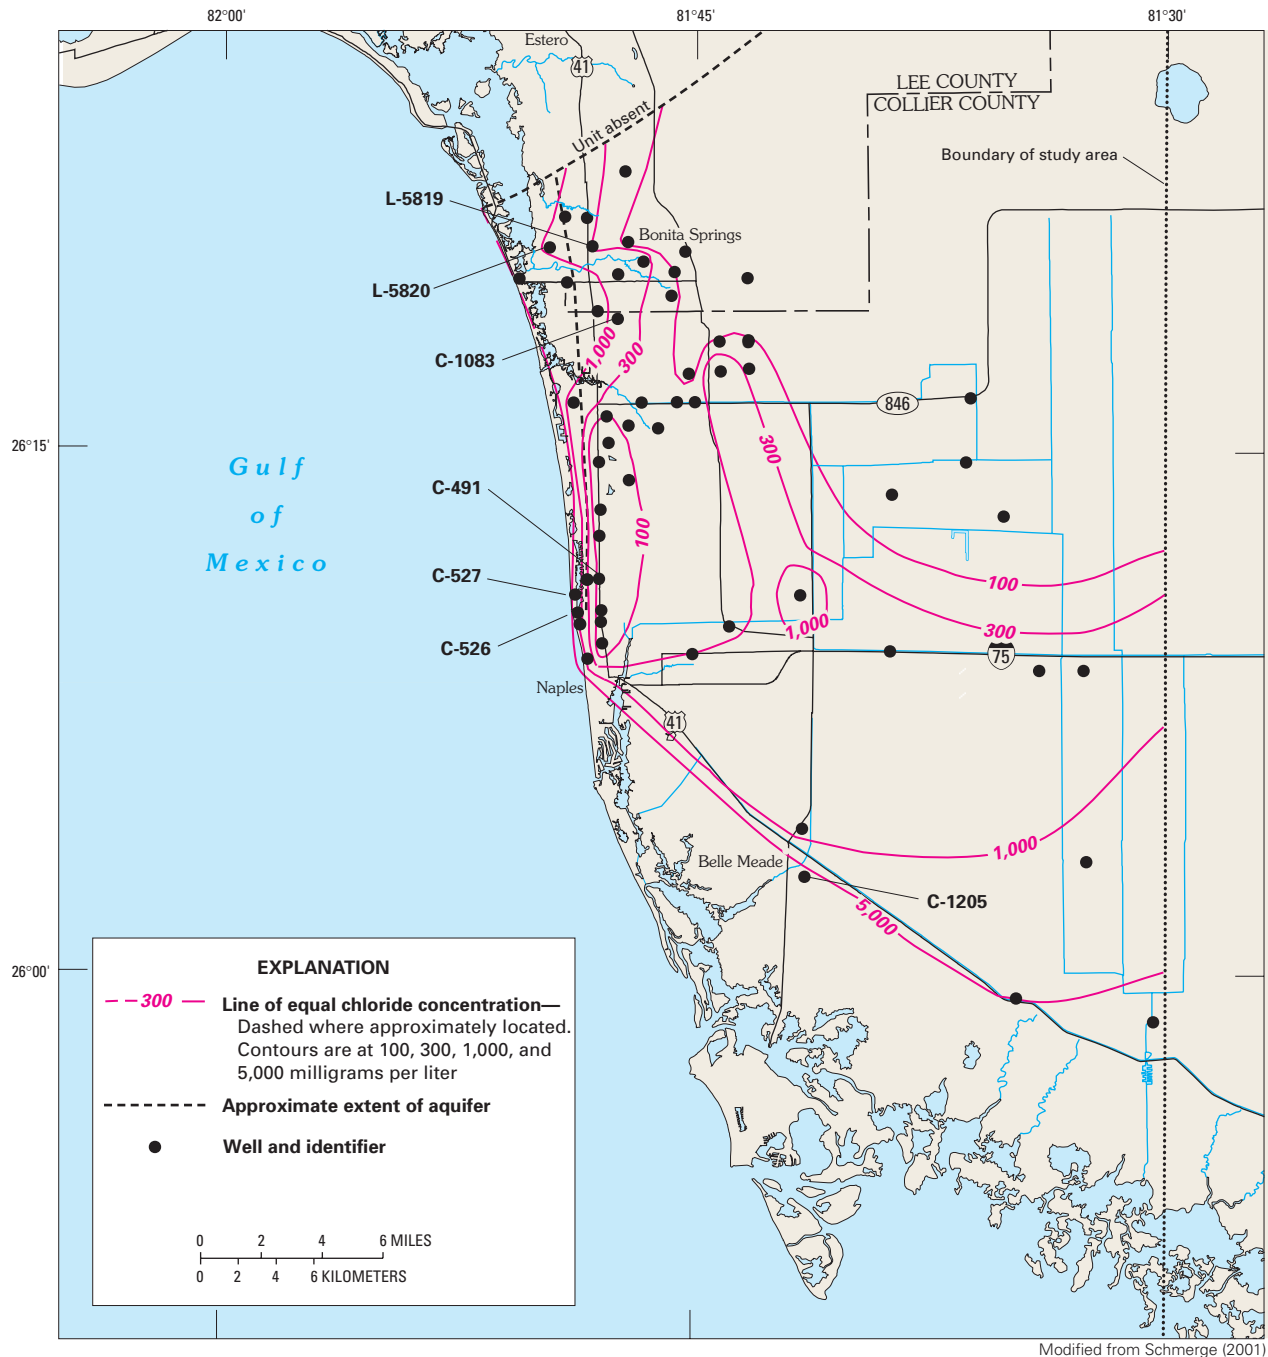 82°00'
81°45'
81°30'
Estero
41
LEE COUNTY
COLLIER COUNTY
Unit absent
Boundary of study area
L-5819
Bonita Springs
L-5820
1,000
300
C-1083
846
26°15'
300
Gulf
of
Mexico
C-491
100
C-527
100
1,000
300
C-526
75
Naples
41
1,000
Belle Meade
C-1205
5,000
26°00'
EXPLANATION
300
Line of equal chloride concentration—
Dashed where approximately located.
Contours are at 100, 300, 1,000, and
5,000 milligrams per liter
Approximate extent of aquifer
Well and identifier
0 2 4 6 MILES
0 2 4 6 KILOMETERS
Modified from Schmerge (2001)